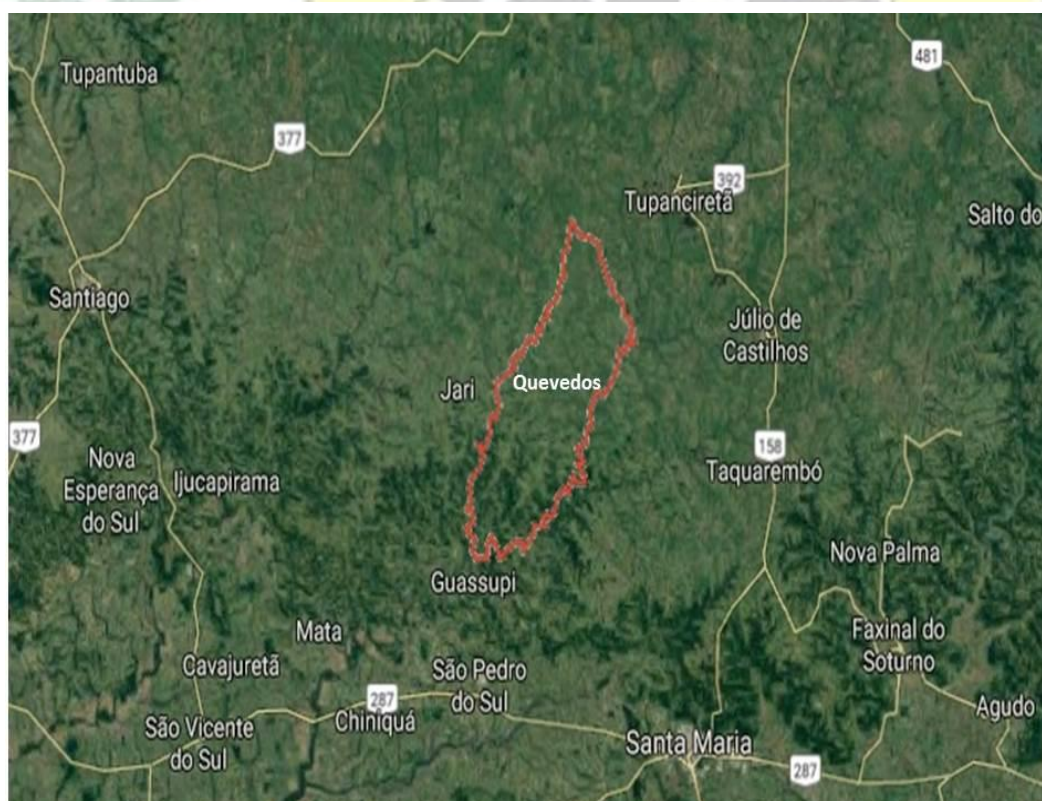 481
Tupantuba
377
392
Tupanciretã
Salto do
Santiago
Júlio de
Castilhos
Quevedos
Jari
377
158
Nova
Esperança
do Sul
Ijucapirama
Taquarembó
Nova Palma
Guassupi
Mata
Faxinal do
Soturno
Cavajuretã
São Pedro
do Sul
287
Chiniquá
Agudo
São Vicente
do Sul
Santa Maria
287